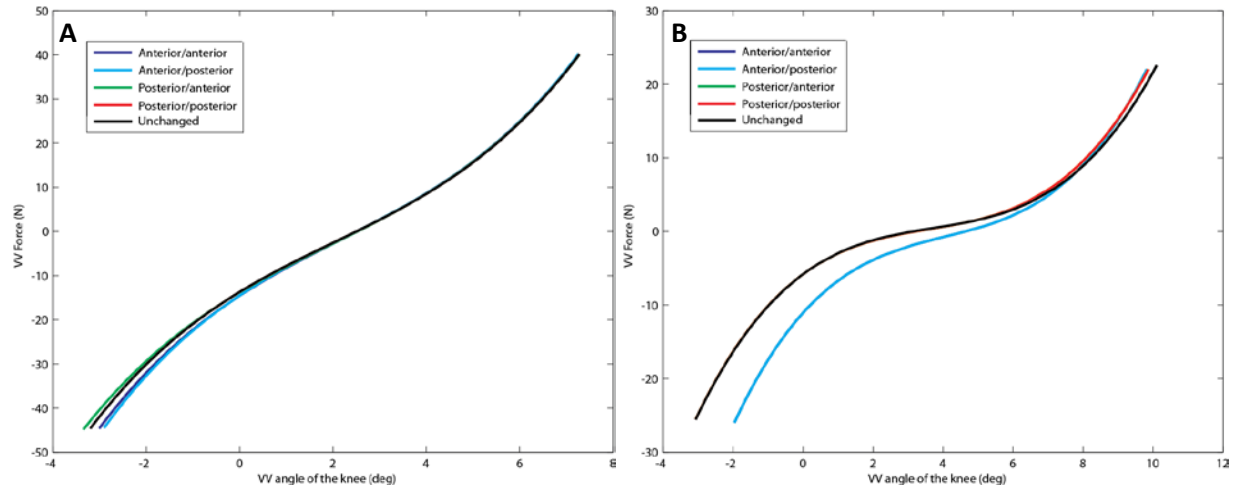 A
Anterior/anterior
Anterior/posterior
Posterior/anterior
Posterior/posterior
Unchanged
50
40
30
20
10
0
-10
-20
-30
-40
-50
VV Force (N)
-4 -2 0 2 4 6 8
VV angle of the knee (deg)
B
Anterior/anterior
Anterior/posterior
Posterior/anterior
Posterior/posterior
Unchanged
30
20
10
0
-10
-20
-30
VV Force (N)
-4 -2 0 2 4 6 8 10 12
VV angle of the knee (deg)